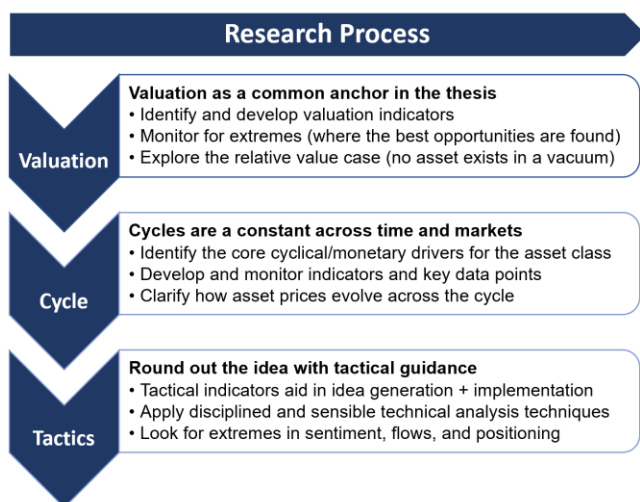 Research Process
Valuation
Valuation as a common anchor in the thesis
• Identify and develop valuation indicators
• Monitor for extremes (where the best opportunities are found)
• Explore the relative value case (no asset exists in a vacuum)
Cycle
Cycles are a constant across time and markets
• Identify the core cyclical/monetary drivers for the asset class
• Develop and monitor indicators and key data points
• Clarify how asset prices evolve across the cycle
Tactics
Round out the idea with tactical guidance
• Tactical indicators aid in idea generation + implementation
• Apply disciplined and sensible technical analysis techniques
• Look for extremes in sentiment, flows, and positioning